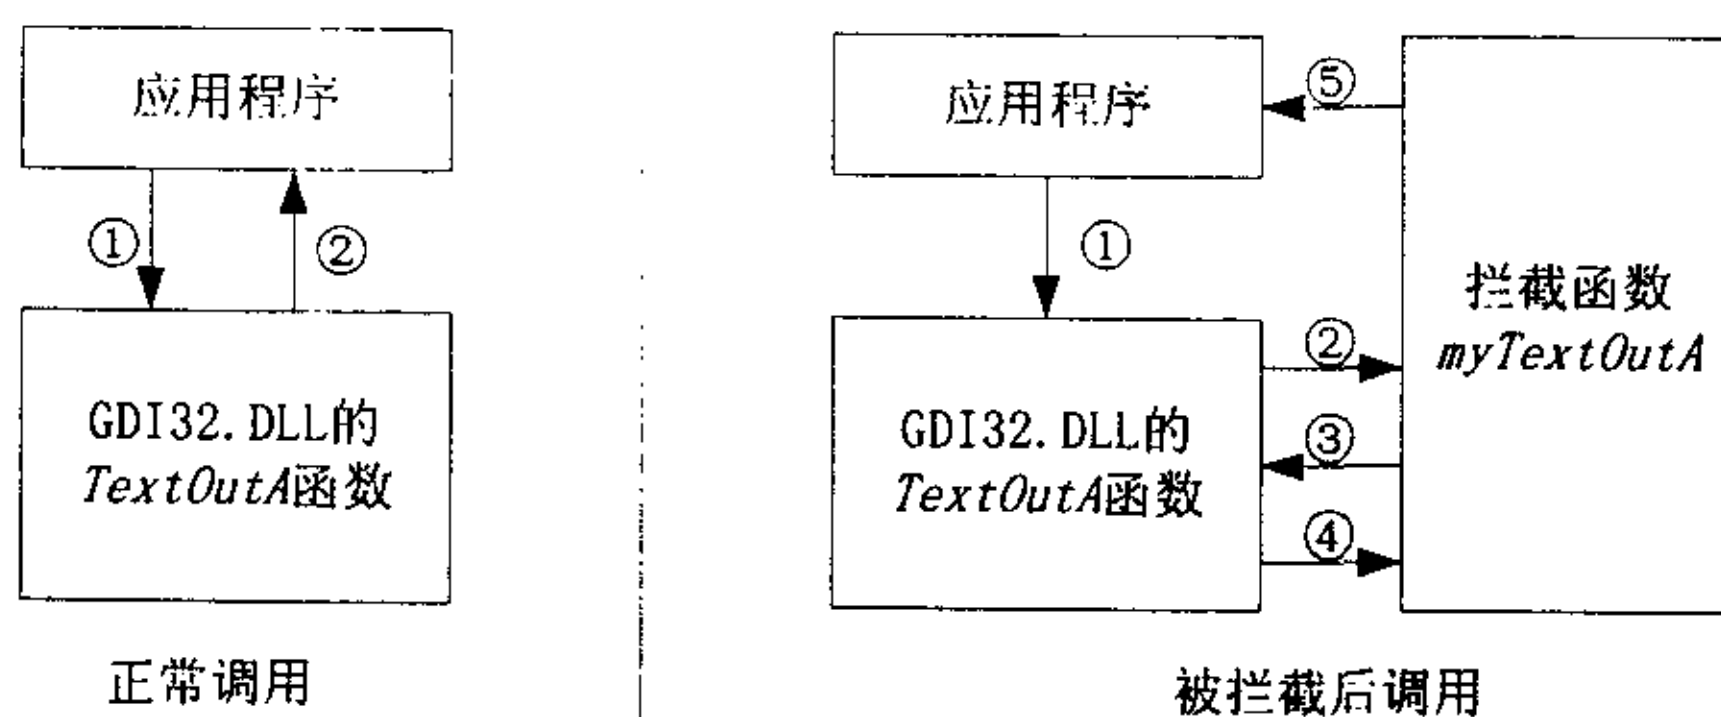 应用程序
①
②
GDI32.DLL的
TextOutA函数
正常调用
应用程序
⑤
①
②
③
④
GDI32.DLL的
TextOutA函数
拦截函数
myTextOutA
被拦截后调用